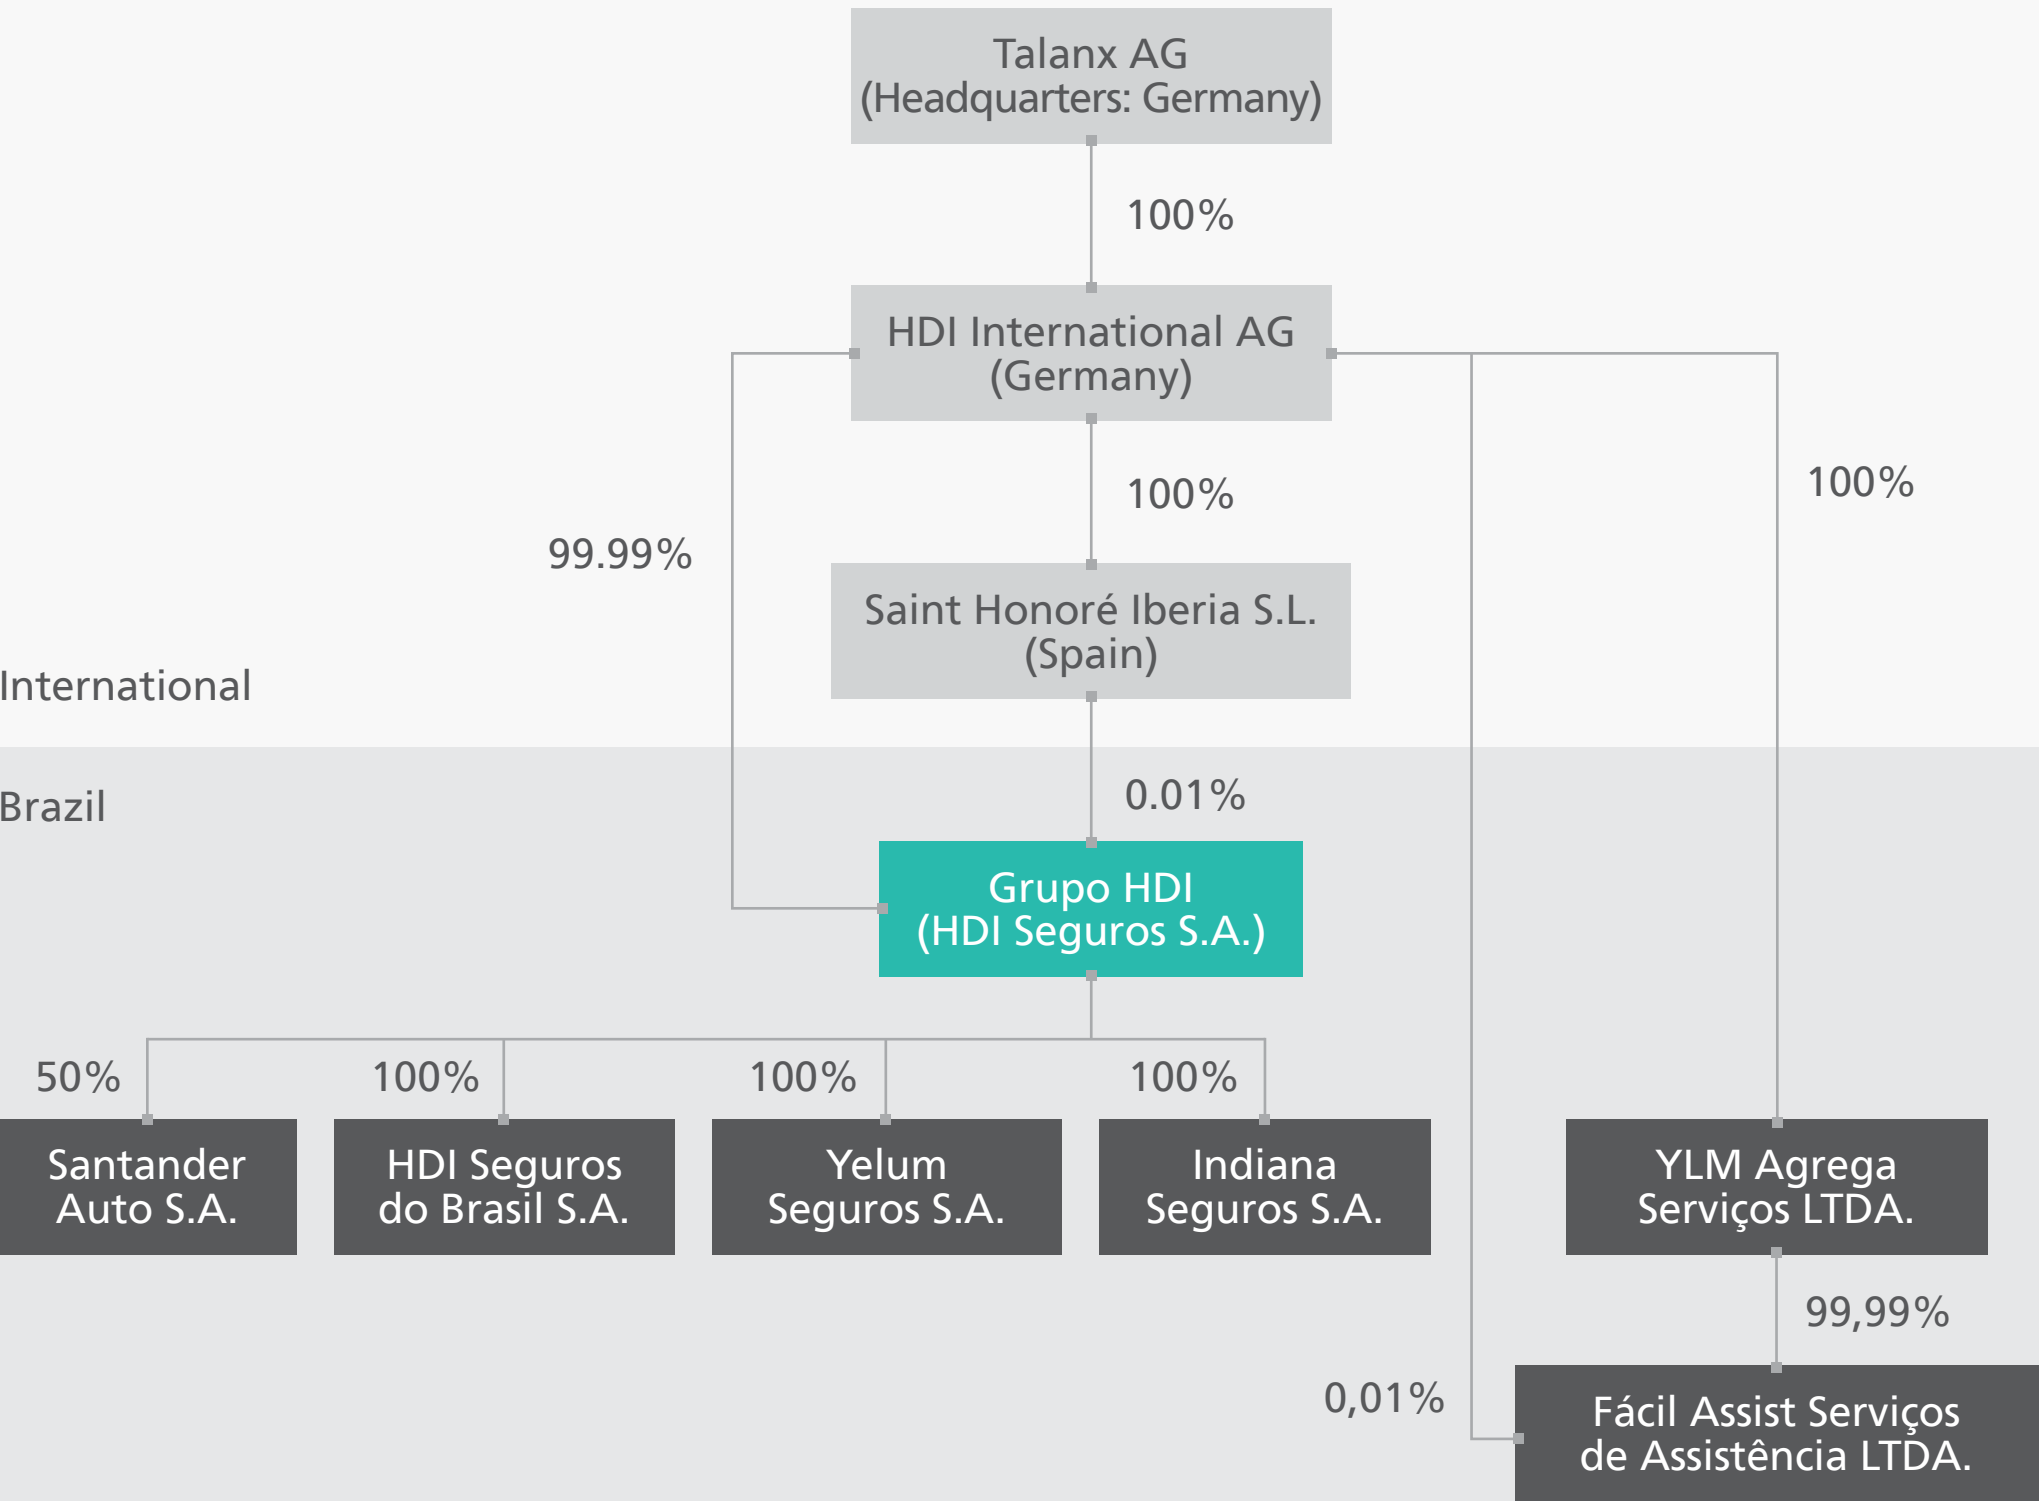 Talanx AG
(Headquarters: Germany)
100%
HDI International AG
(Germany)
100%
100%
99.99%
Saint Honoré Iberia S.L.
(Spain)
International
Brazil
0.01%
Grupo HDI
(HDI Seguros S.A.)
50%
100%
100%
100%
Santander
Auto S.A.
HDI Seguros
do Brasil S.A.
Yelum
Seguros S.A.
Indiana
Seguros S.A.
YLM Agrega
Serviços LTDA.
99,99%
0,01%
Fácil Assist Serviços
de Assistência LTDA.